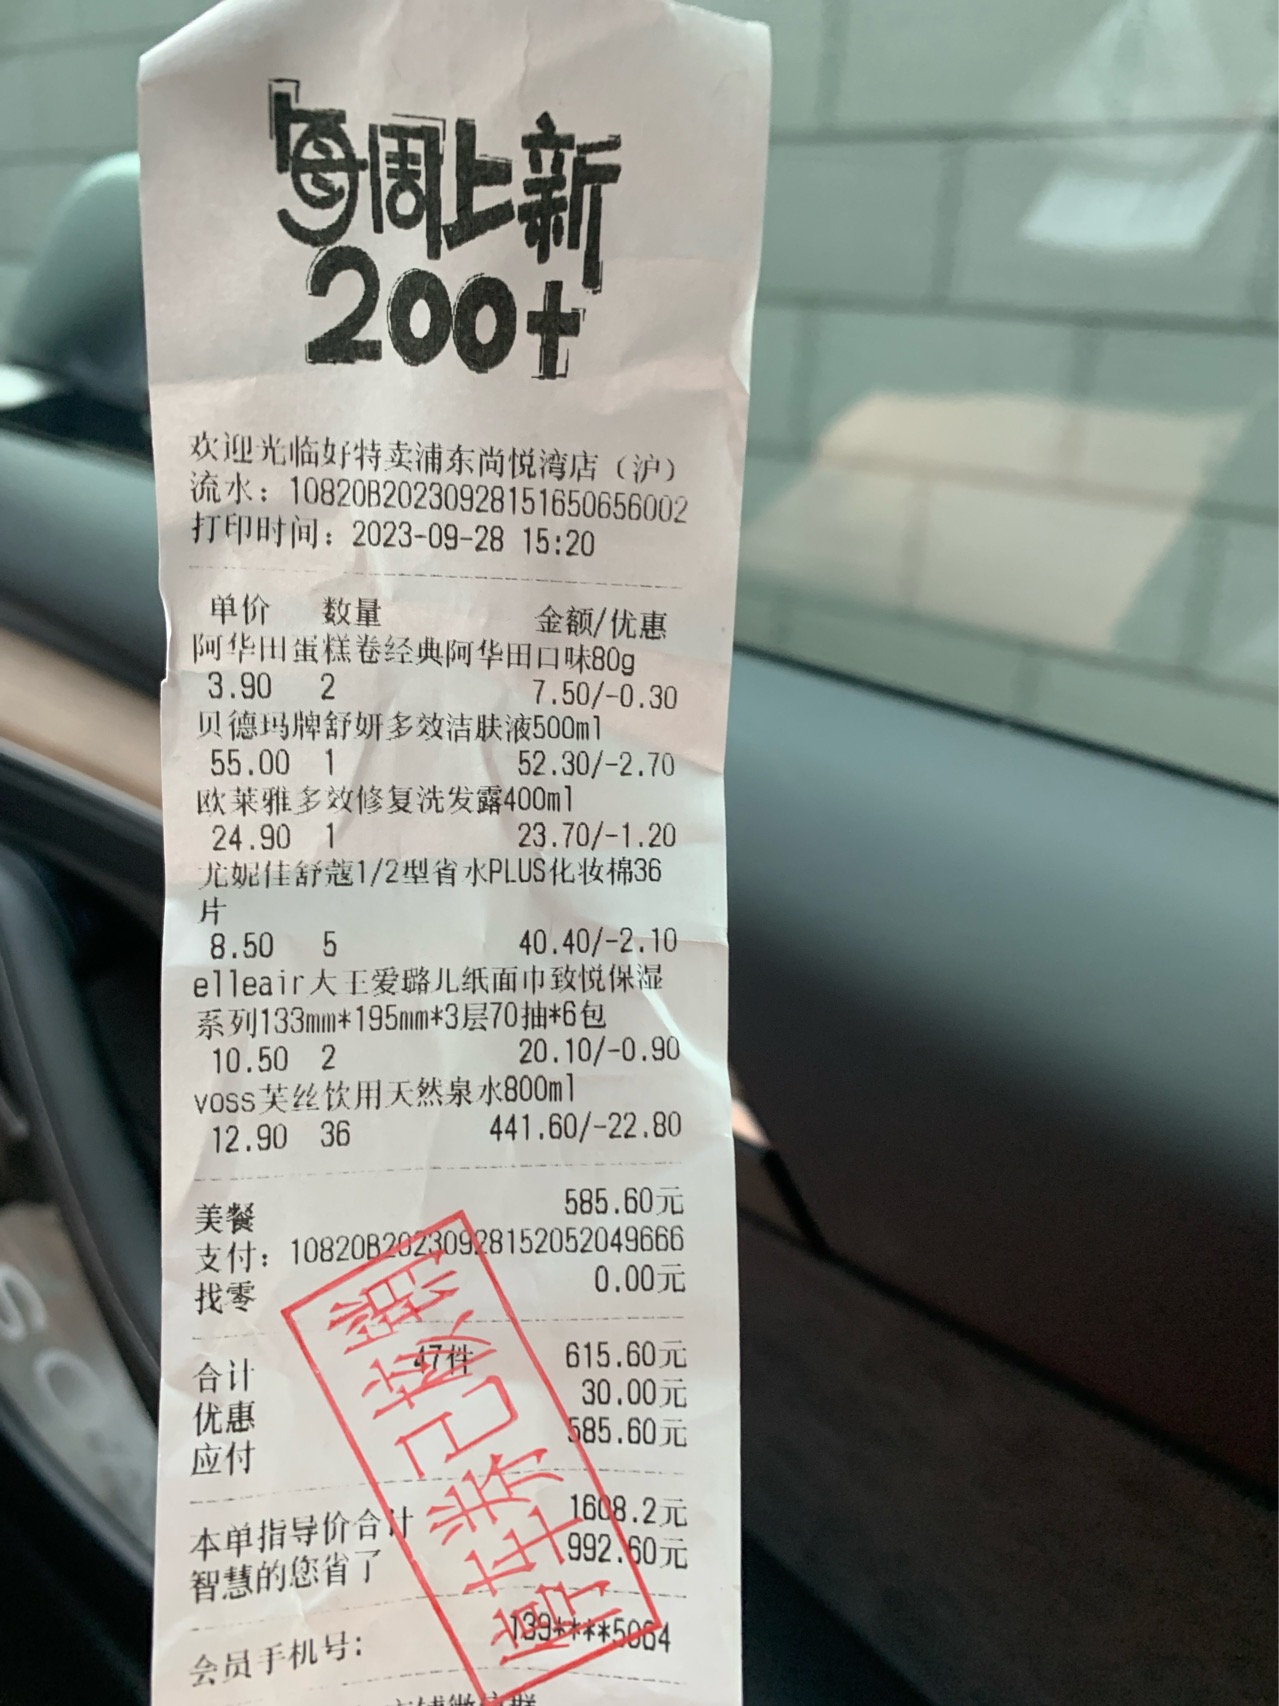 每周上新
200+
欢迎光临好特卖浦东尚悦湾店（沪）
流水：10820B20230928151650656002
打印时间：2023-09-28 15:20
单价 数量 金额/优惠
阿华田蛋糕卷经典阿华田口味80g
3.90 2 7.50/-0.30
贝德玛牌舒妍多效洁肤液500ml
55.00 1 52.30/-2.70
欧莱雅多效修复洗发露400ml
24.90 1 23.70/-1.20
尤妮佳舒蔻1/2型省水PLUS化妆棉36
片
8.50 5 40.40/-2.10
elleair大王爱璐儿纸面巾致悦保湿
系列133mm*195mm*3层70抽*6包
10.50 2 20.10/-0.90
voss芙丝饮用天然泉水800ml
12.90 36 441.60/-22.80
美餐 585.60元
支付：10820B20230928152052049666
找零 0.00元
合计 47件 615.60元
优惠 30.00元
应付 585.60元
本单指导价合计 1608.2元
智慧的您省了 992.60元
会员手机号： 139****5064